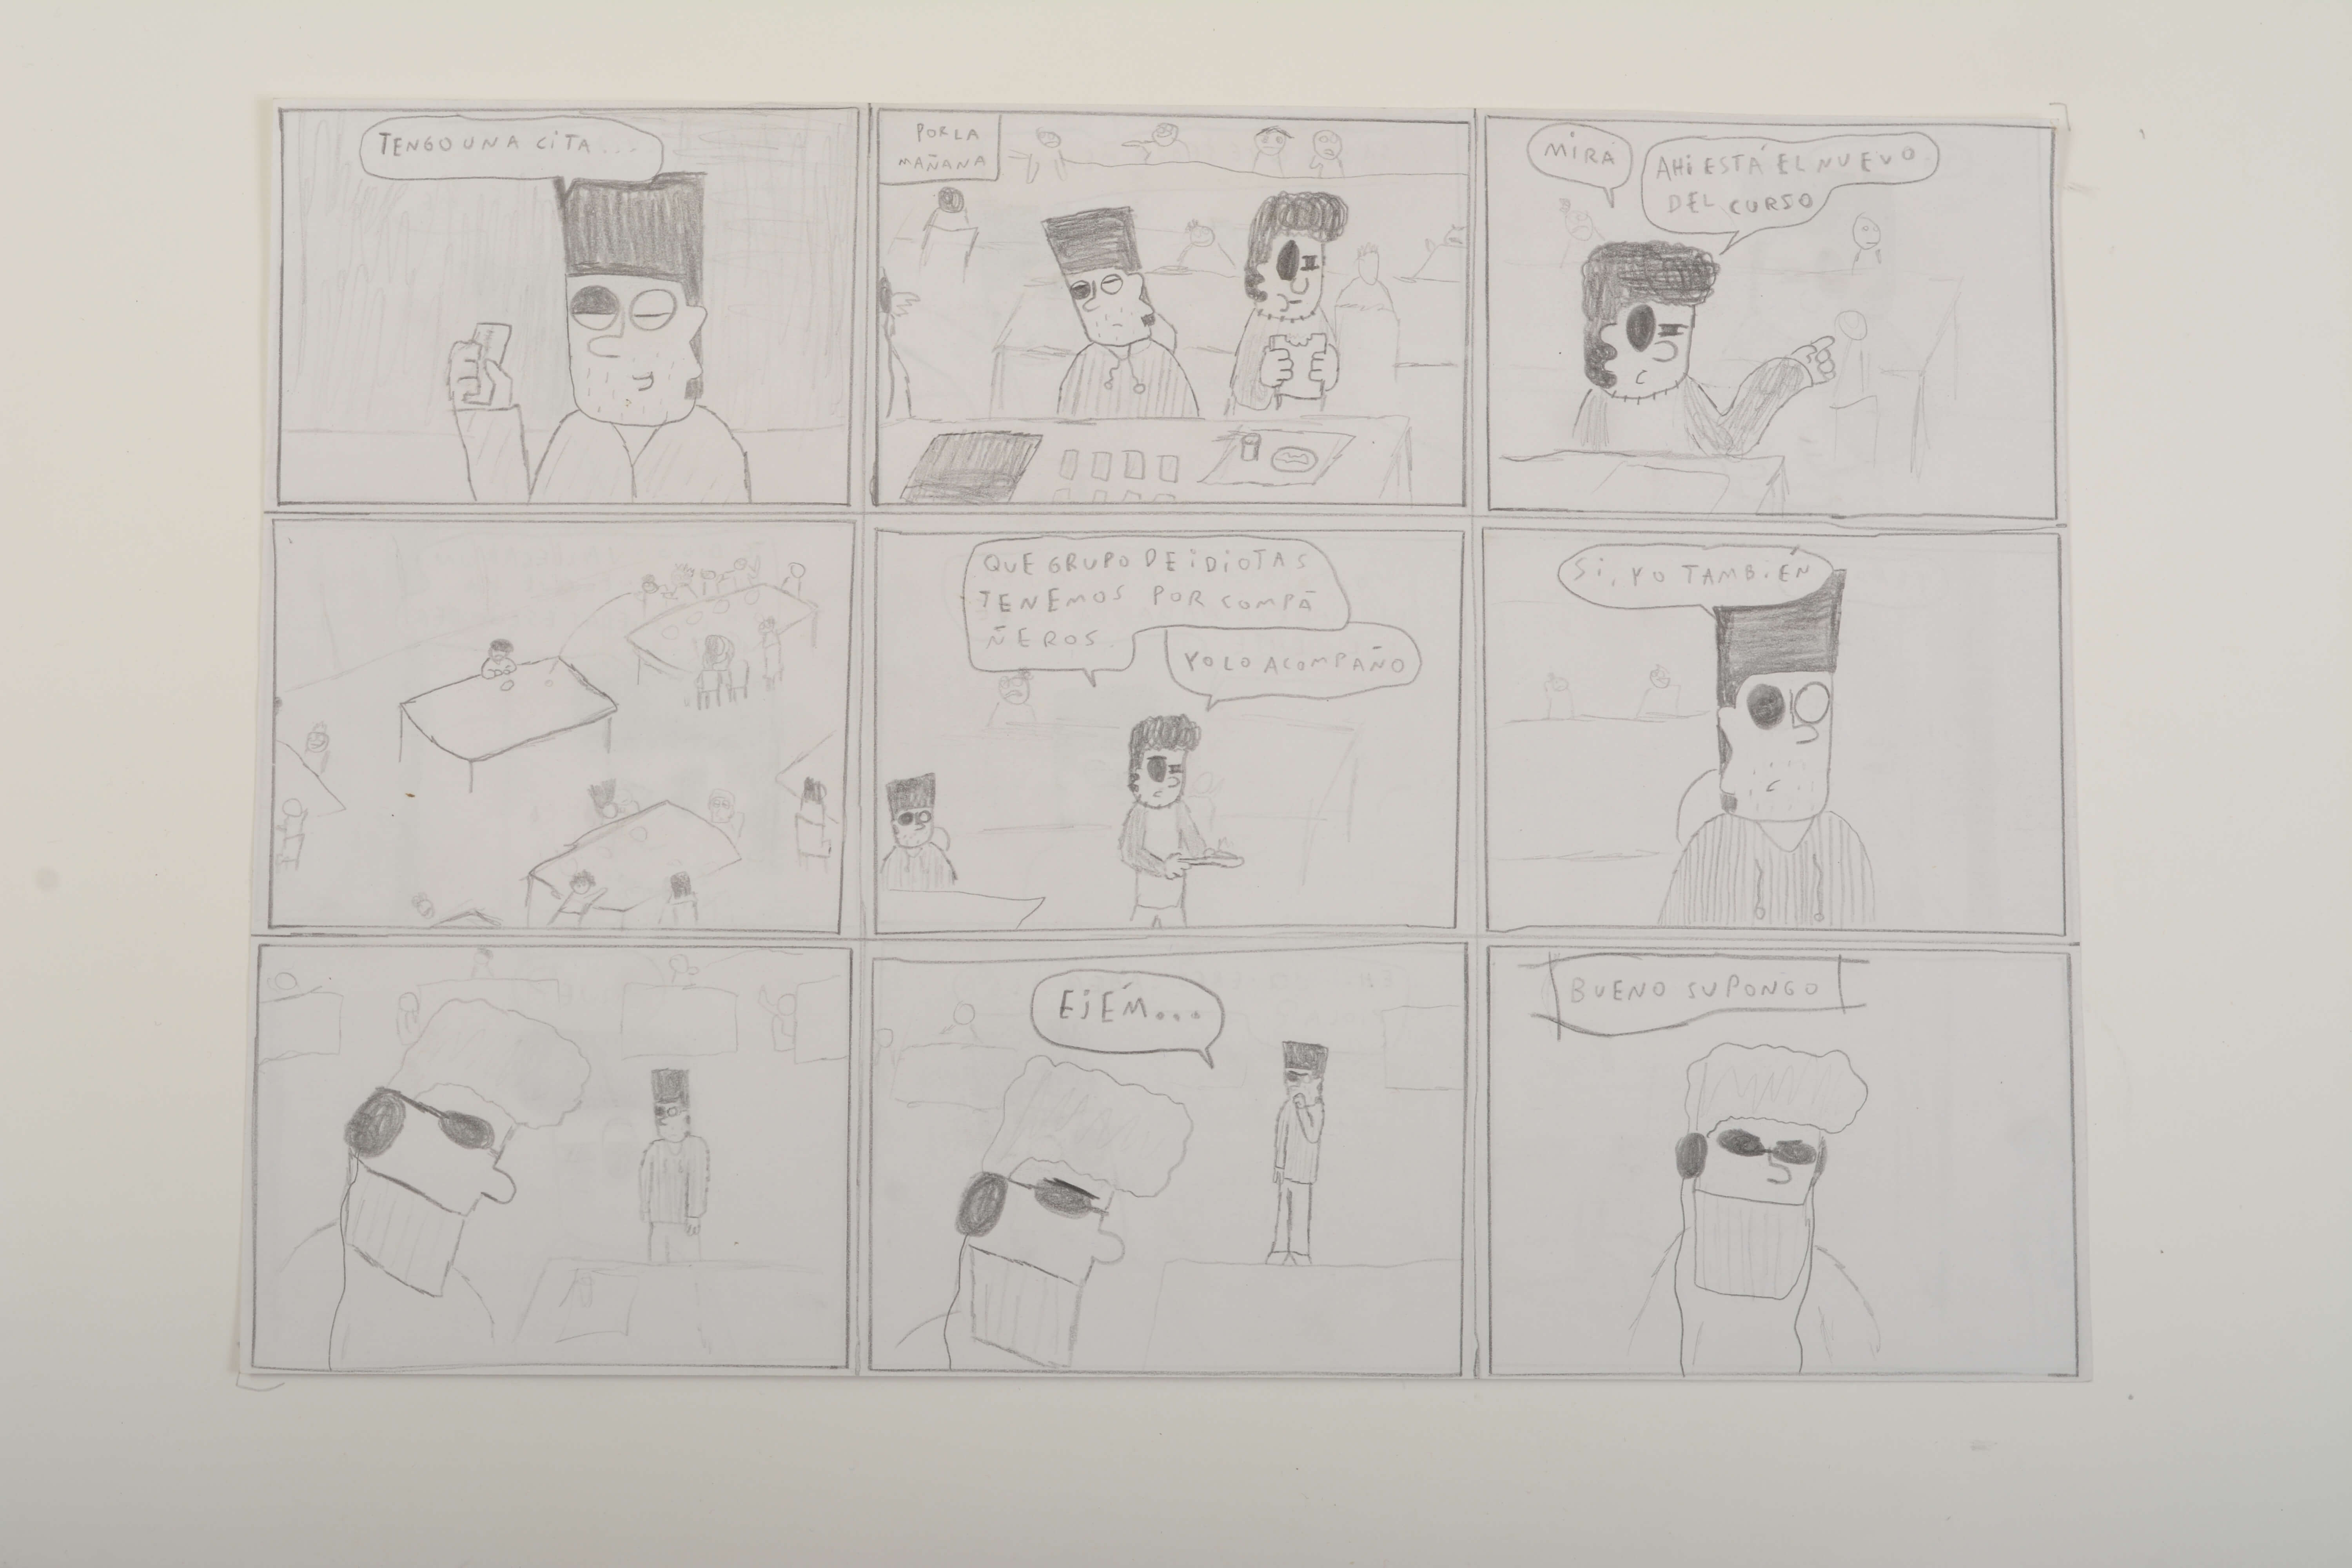 TENGO UNA CITA...
POR LA
MAÑANA
MIRÁ
AHI ESTÁ EL NUEVO
DEL CURSO
QUE GRUPO DE IDIOTAS
TENEMOS POR COMPA
ÑEROS.
YO LO ACOMPAÑO
SI, YO TAMBIÉN
EJÉM...
BUENO SUPONGO